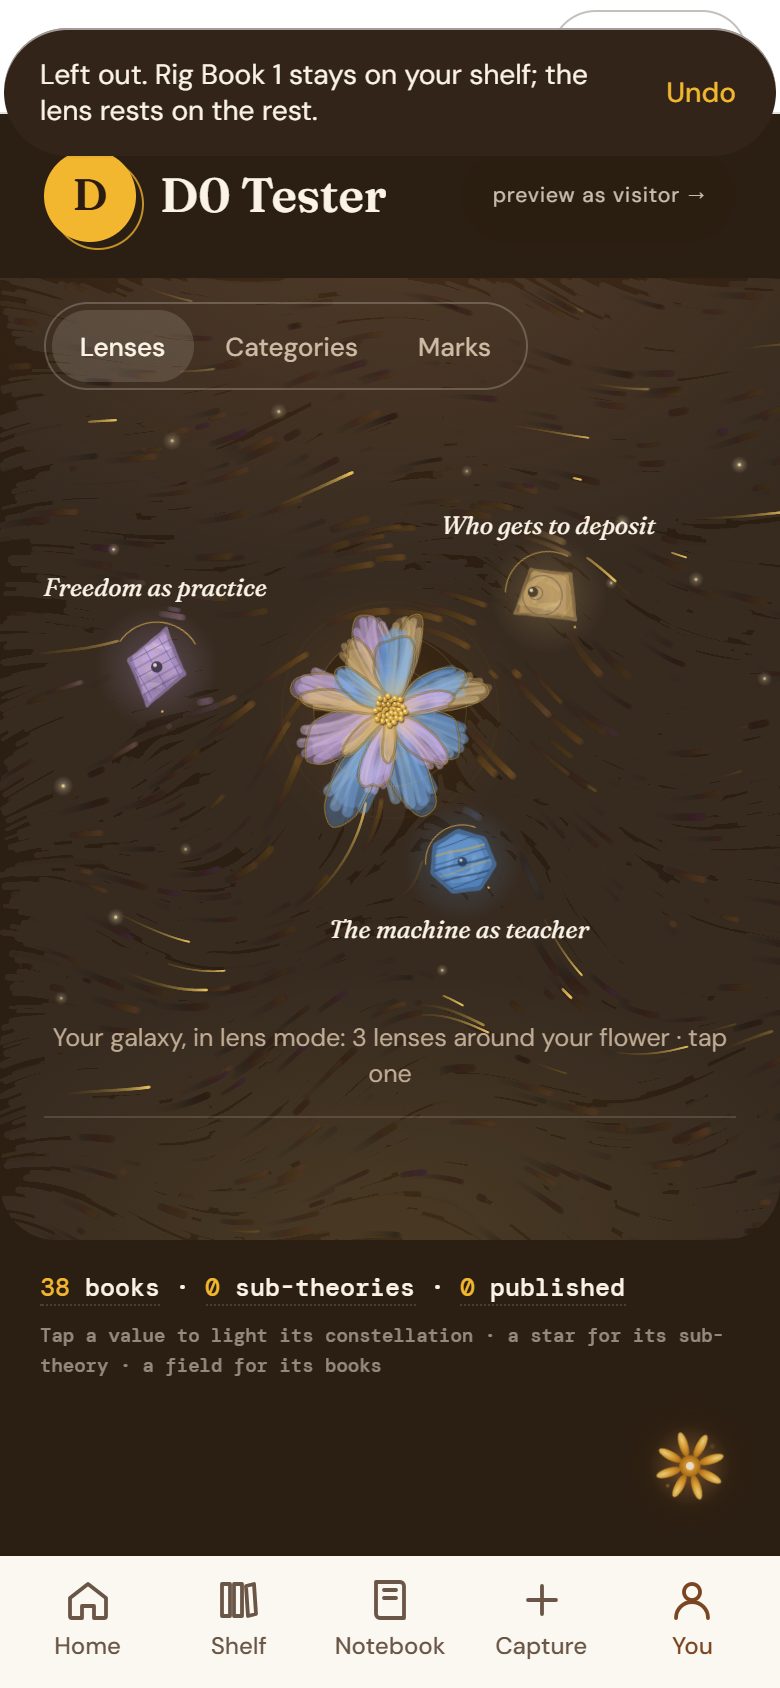 Left out. Rig Book 1 stays on your shelf; the
lens rests on the rest.
Undo
D
D0 Tester
preview as visitor →
Lenses
Categories
Marks
Who gets to deposit
Freedom as practice
The machine as teacher
Your galaxy, in lens mode: 3 lenses around your flower · tap
one
38 books · 0 sub-theories · 0 published
Tap a value to light its constellation · a star for its sub-
theory · a field for its books
Home
Shelf
Notebook
Capture
You